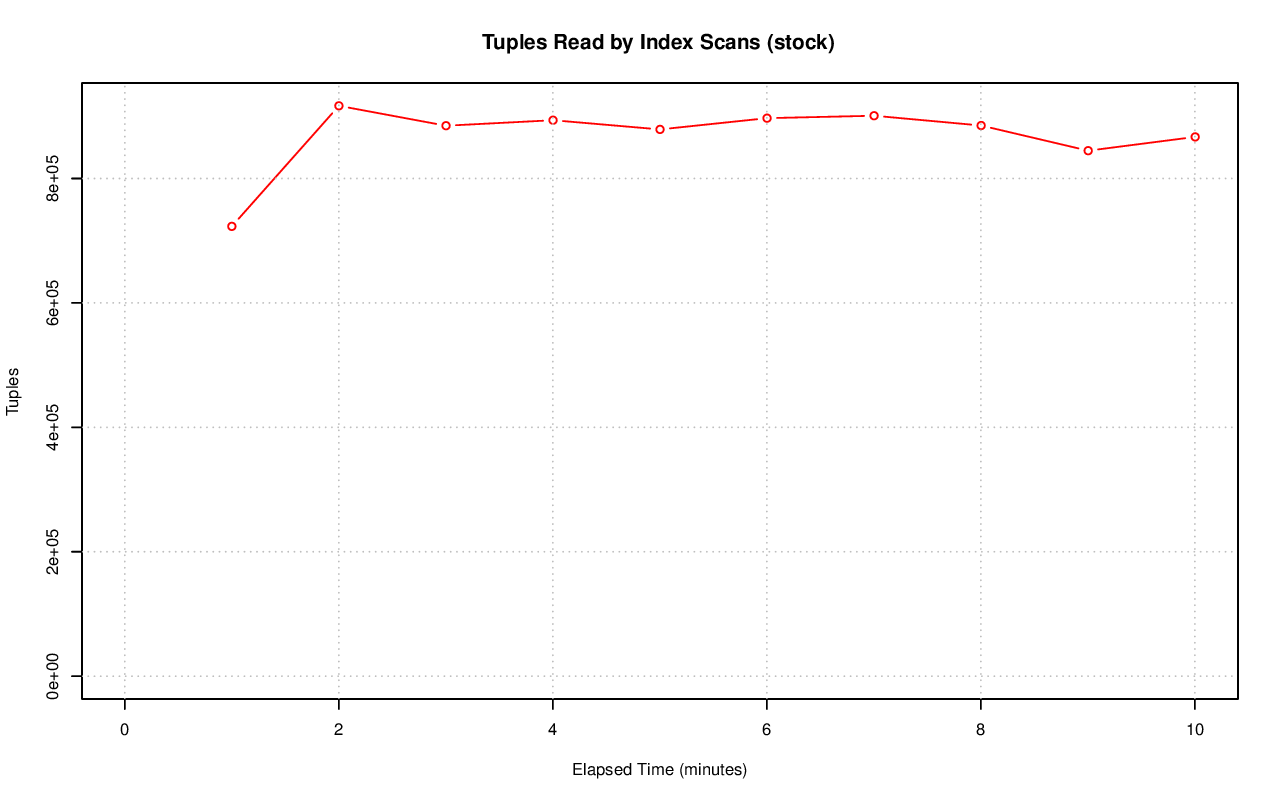 Tuples Read by Index Scans (stock)
8e+05
6e+05
4e+05
2e+05
0e+00
Tuples
0 2 4 6 8 10
Elapsed Time (minutes)